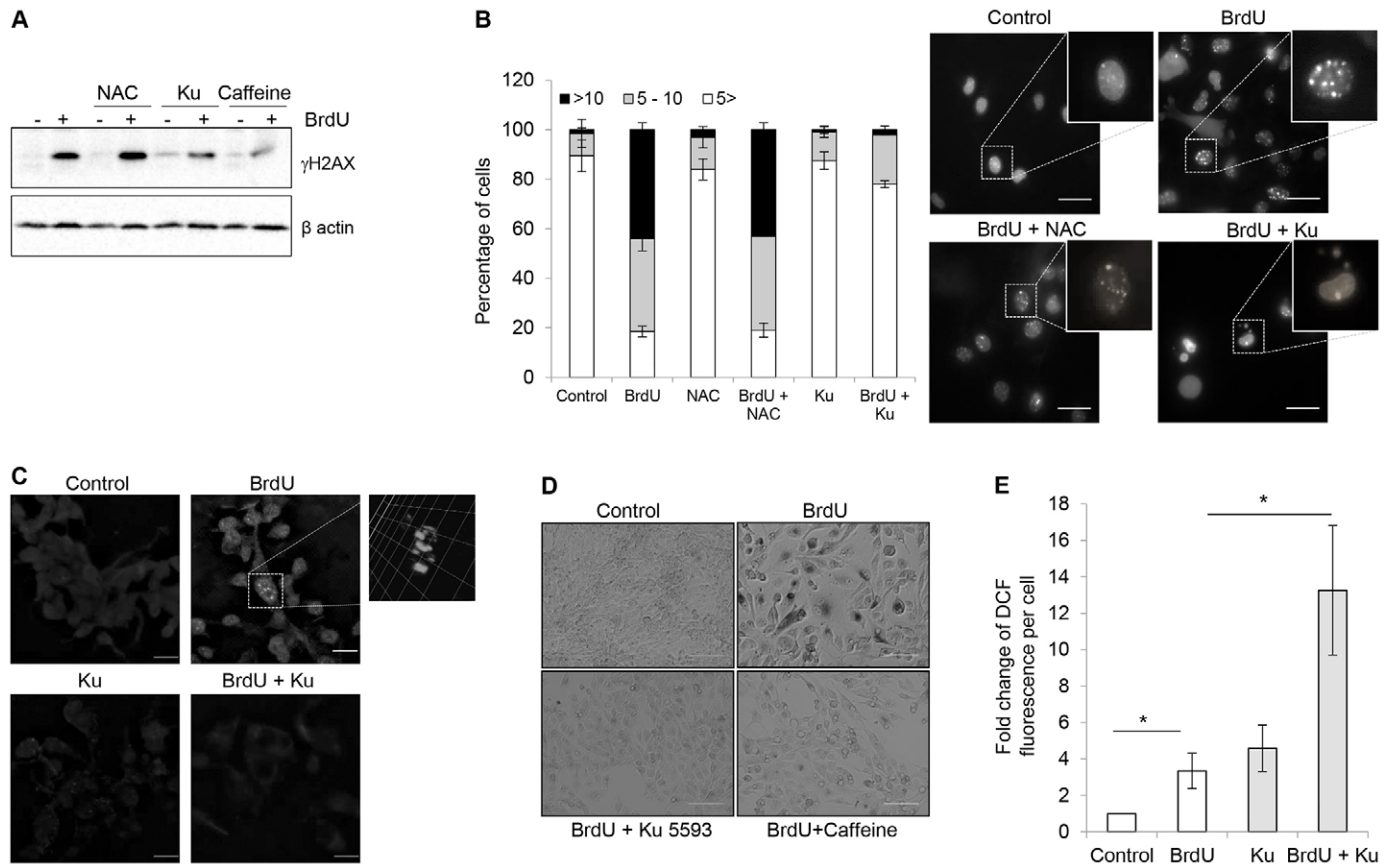 A
NAC Ku Caffeine
- + - + - + - + BrdU
γH2AX
β actin
B
120
100
80
60
40
20
0
Percentage of cells
>10 5 - 10 5>
Control BrdU NAC BrdU + NAC Ku BrdU + Ku
Control BrdU
BrdU + NAC BrdU + Ku
C
Control BrdU
Ku BrdU + Ku
D
Control BrdU
BrdU + Ku 5593 BrdU+Caffeine
E
18
16
14
12
10
8
6
4
2
0
Fold change of DCF
fluorescence per cell
*
*
Control BrdU Ku BrdU + Ku